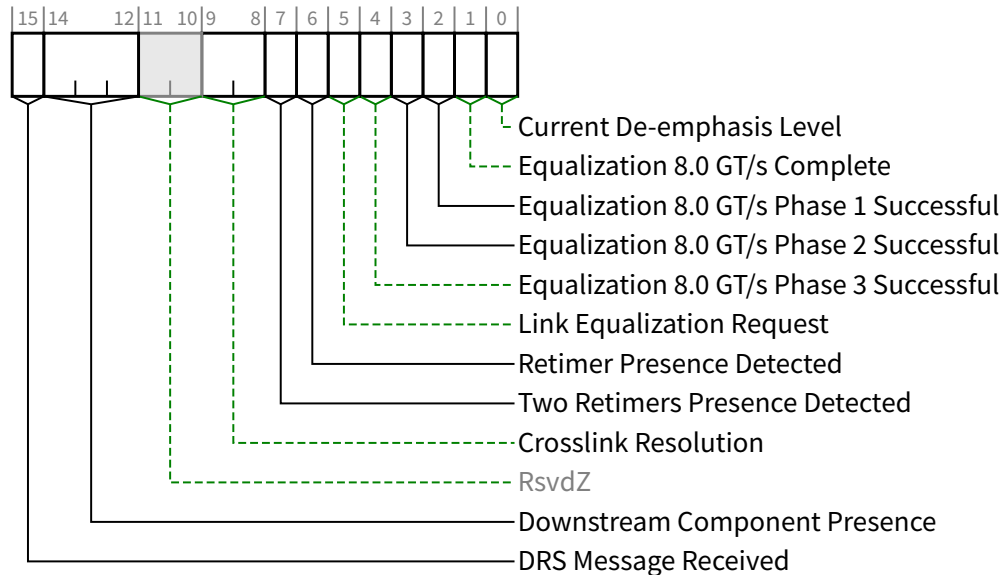 15 14 12 11 10 9 8 7 6 5 4 3 2 1 0
Current De-emphasis Level
Equalization 8.0 GT/s Complete
Equalization 8.0 GT/s Phase 1 Successful
Equalization 8.0 GT/s Phase 2 Successful
Equalization 8.0 GT/s Phase 3 Successful
Link Equalization Request
Retimer Presence Detected
Two Retimers Presence Detected
Crosslink Resolution
RsvdZ
Downstream Component Presence
DRS Message Received